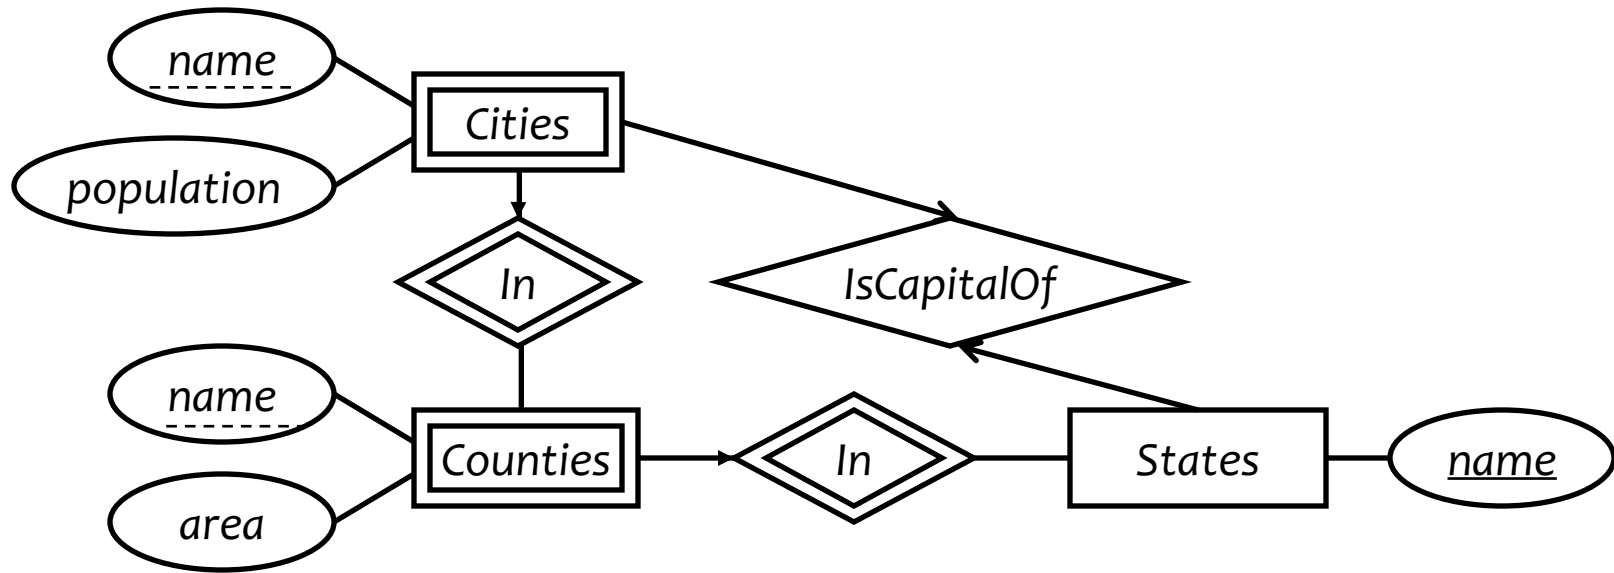 name
Cities
population
In
IsCapitalOf
name
Counties
In
States
name
area